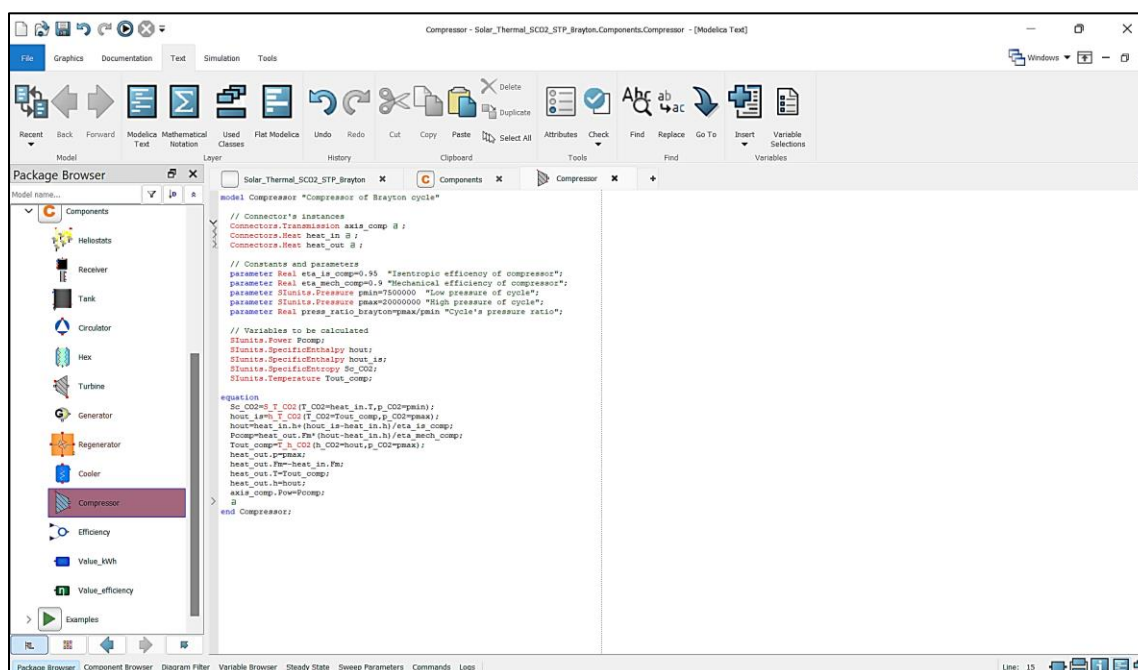 Compressor - Solar_Thermal_SCO2_STP_Brayton.Components.Compressor - [Modelica Text]
File Graphics Documentation Text Simulation Tools Windows
Recent Back Forward Modelica Text Mathematical Notation Used Classes Flat Modelica Undo Redo Cut Copy Paste Delete Duplicate Select All Attributes Check Find Replace Go To Insert Variable Selections
Model Layer History Clipboard Tools Find Variables
Package Browser
Model name...
Solar_Thermal_SCO2_STP_Brayton Components Compressor
Components
Heliostats
Receiver
Tank
Circulator
Hex
Turbine
Generator
Regenerator
Cooler
Compressor
Efficiency
Value_kWh
Value_efficiency
Examples
model Compressor "Compressor of Brayton cycle"
// Connector's instances
Connectors.Transmission axis_comp a ;
Connectors.Heat heat_in a ;
Connectors.Heat heat_out a ;
// Constants and parameters
parameter Real eta_is_comp=0.95 "Isentropic efficency of compressor";
parameter Real eta_mech_comp=0.9 "Mechanical efficiency of compressor";
parameter SIunits.Pressure pmin=7500000 "Low pressure of cycle";
parameter SIunits.Pressure pmax=20000000 "High pressure of cycle";
parameter Real press_ratio_brayton=pmax/pmin "Cycle's pressure ratio";
// Variables to be calculated
SIunits.Power Pcomp;
SIunits.SpecificEnthalpy hout;
SIunits.SpecificEnthalpy hout_is;
SIunits.SpecificEntropy Sc_CO2;
SIunits.Temperature Tout_comp;
equation
Sc_CO2=S_T_CO2(T_CO2=heat_in.T,p_CO2=pmin);
hout_is=h_T_CO2(T_CO2=Tout_comp,p_CO2=pmax);
hout=heat_in.h+(hout_is-heat_in.h)/eta_is_comp;
Pcomp=heat_out.Fm*(hout-heat_in.h)/eta_mech_comp;
Tout_comp=T_h_CO2(h_CO2=hout,p_CO2=pmax);
heat_out.p=pmax;
heat_out.Fm=-heat_in.Fm;
heat_out.T=Tout_comp;
heat_out.h=hout;
axis_comp.Pow=Pcomp;
a
end Compressor;
Package Browser Component Browser Diagram Filter Variable Browser Steady State Sweep Parameters Commands Logs Line: 15